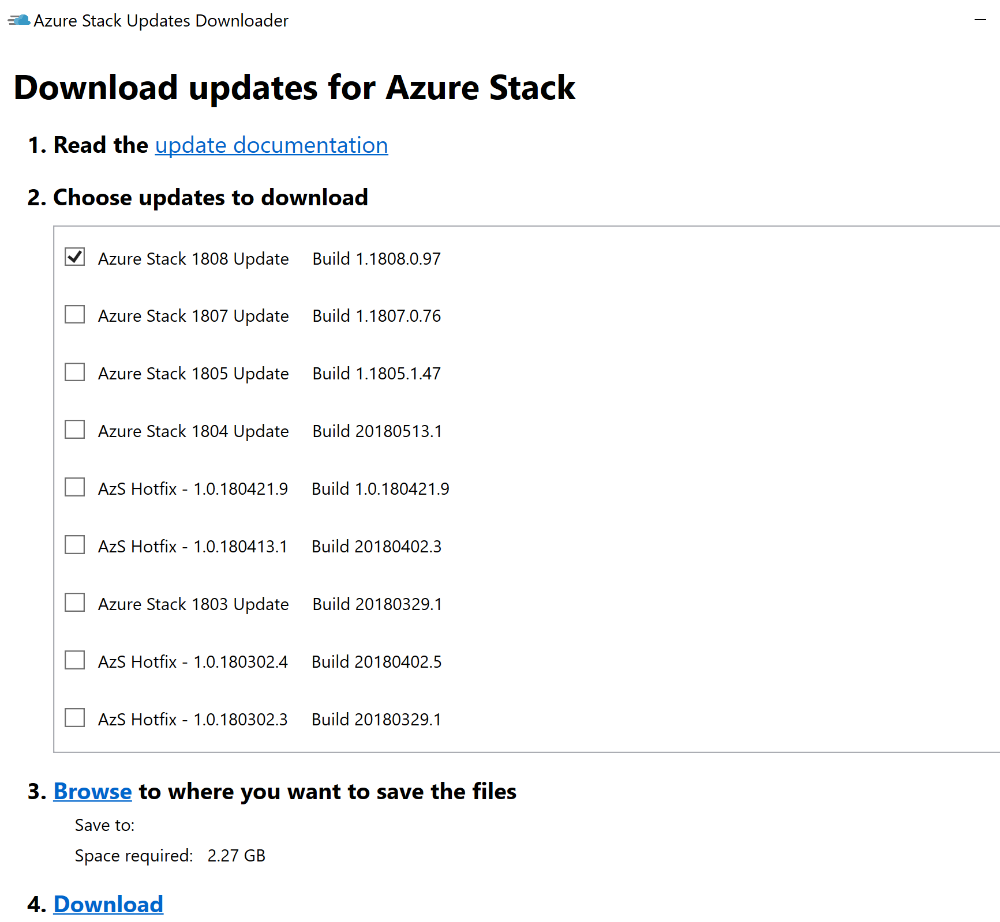 Azure Stack Updates Downloader
Download updates for Azure Stack
1. Read the update documentation
2. Choose updates to download
Azure Stack 1808 Update Build 1.1808.0.97
Azure Stack 1807 Update Build 1.1807.0.76
Azure Stack 1805 Update Build 1.1805.1.47
Azure Stack 1804 Update Build 20180513.1
AzS Hotfix - 1.0.180421.9 Build 1.0.180421.9
AzS Hotfix - 1.0.180413.1 Build 20180402.3
Azure Stack 1803 Update Build 20180329.1
AzS Hotfix - 1.0.180302.4 Build 20180402.5
AzS Hotfix - 1.0.180302.3 Build 20180329.1
3. Browse to where you want to save the files
Save to:
Space required: 2.27 GB
4. Download